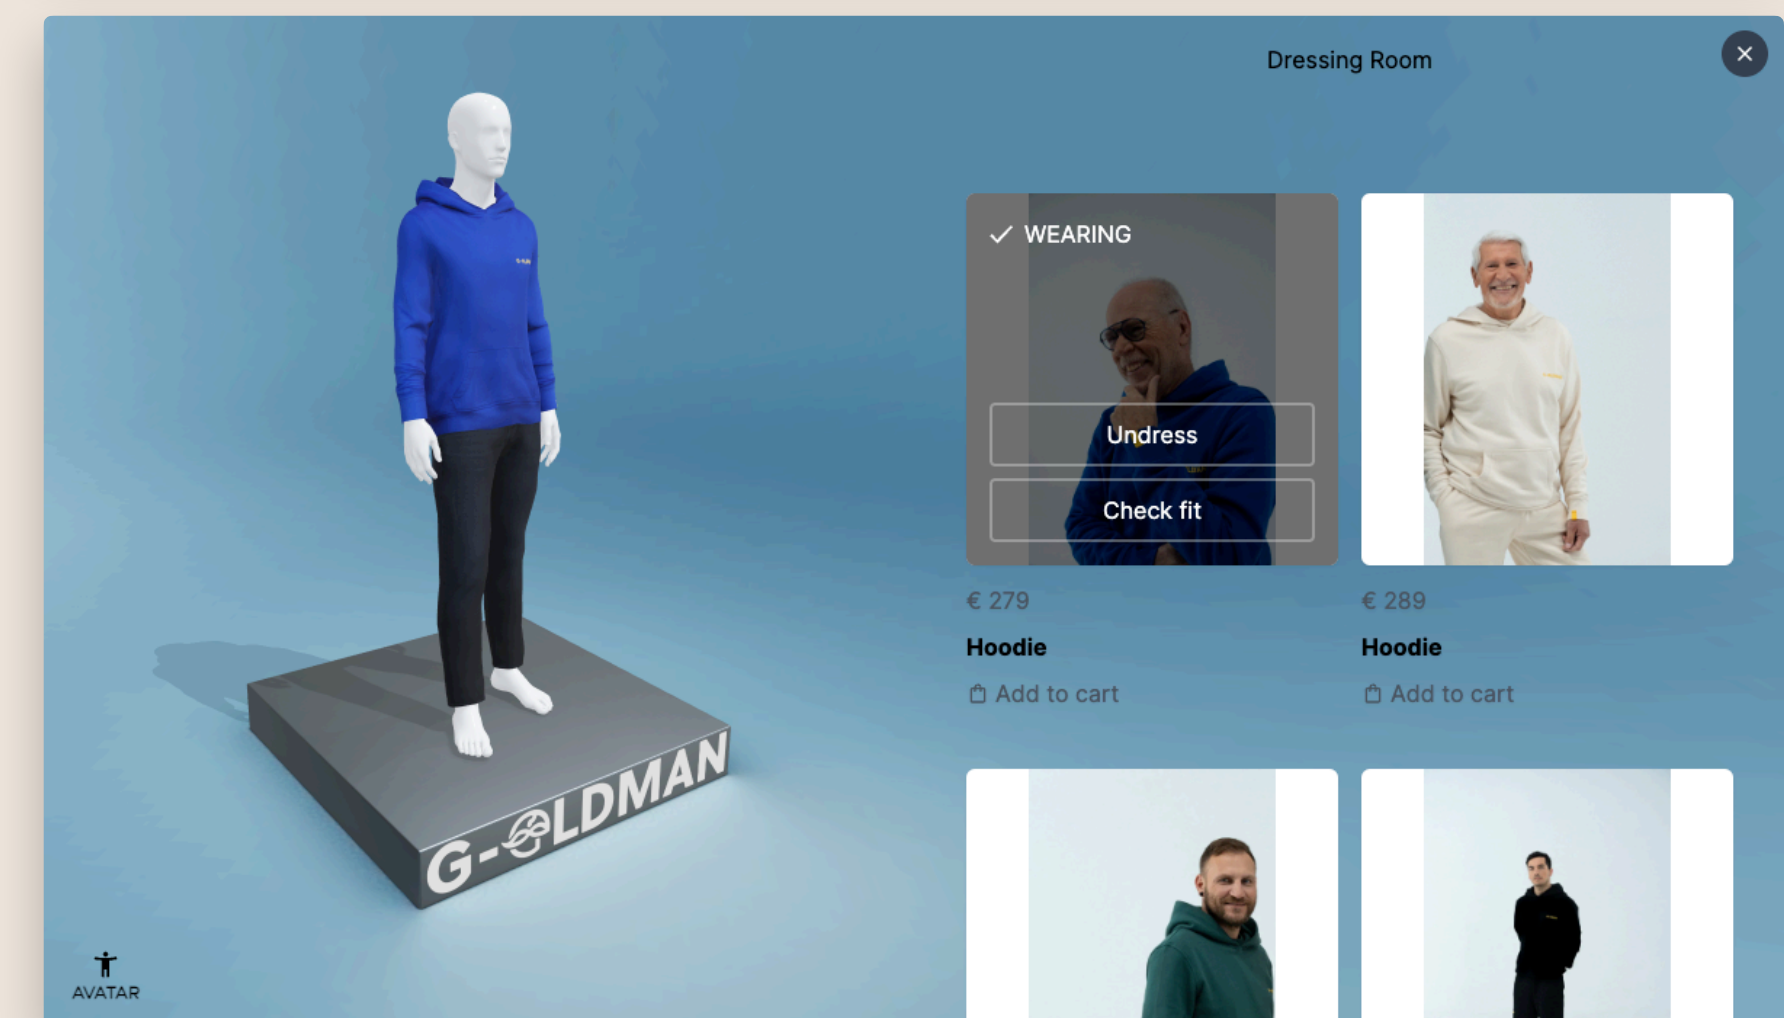 Dressing Room
WEARING
Undress
Check fit
€ 279
€ 289
Hoodie
Hoodie
Add to cart
Add to cart
G-OLDMAN
AVATAR